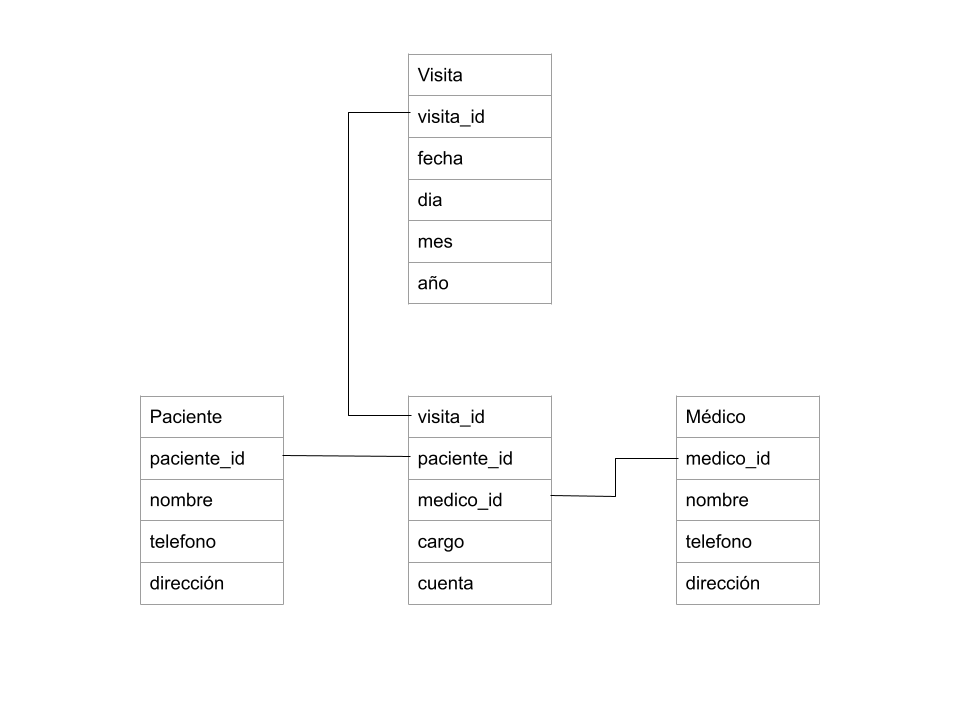 Visita
visita_id
fecha
dia
mes
año
Paciente
paciente_id
nombre
telefono
dirección
visita_id
paciente_id
medico_id
cargo
cuenta
Médico
medico_id
nombre
telefono
dirección